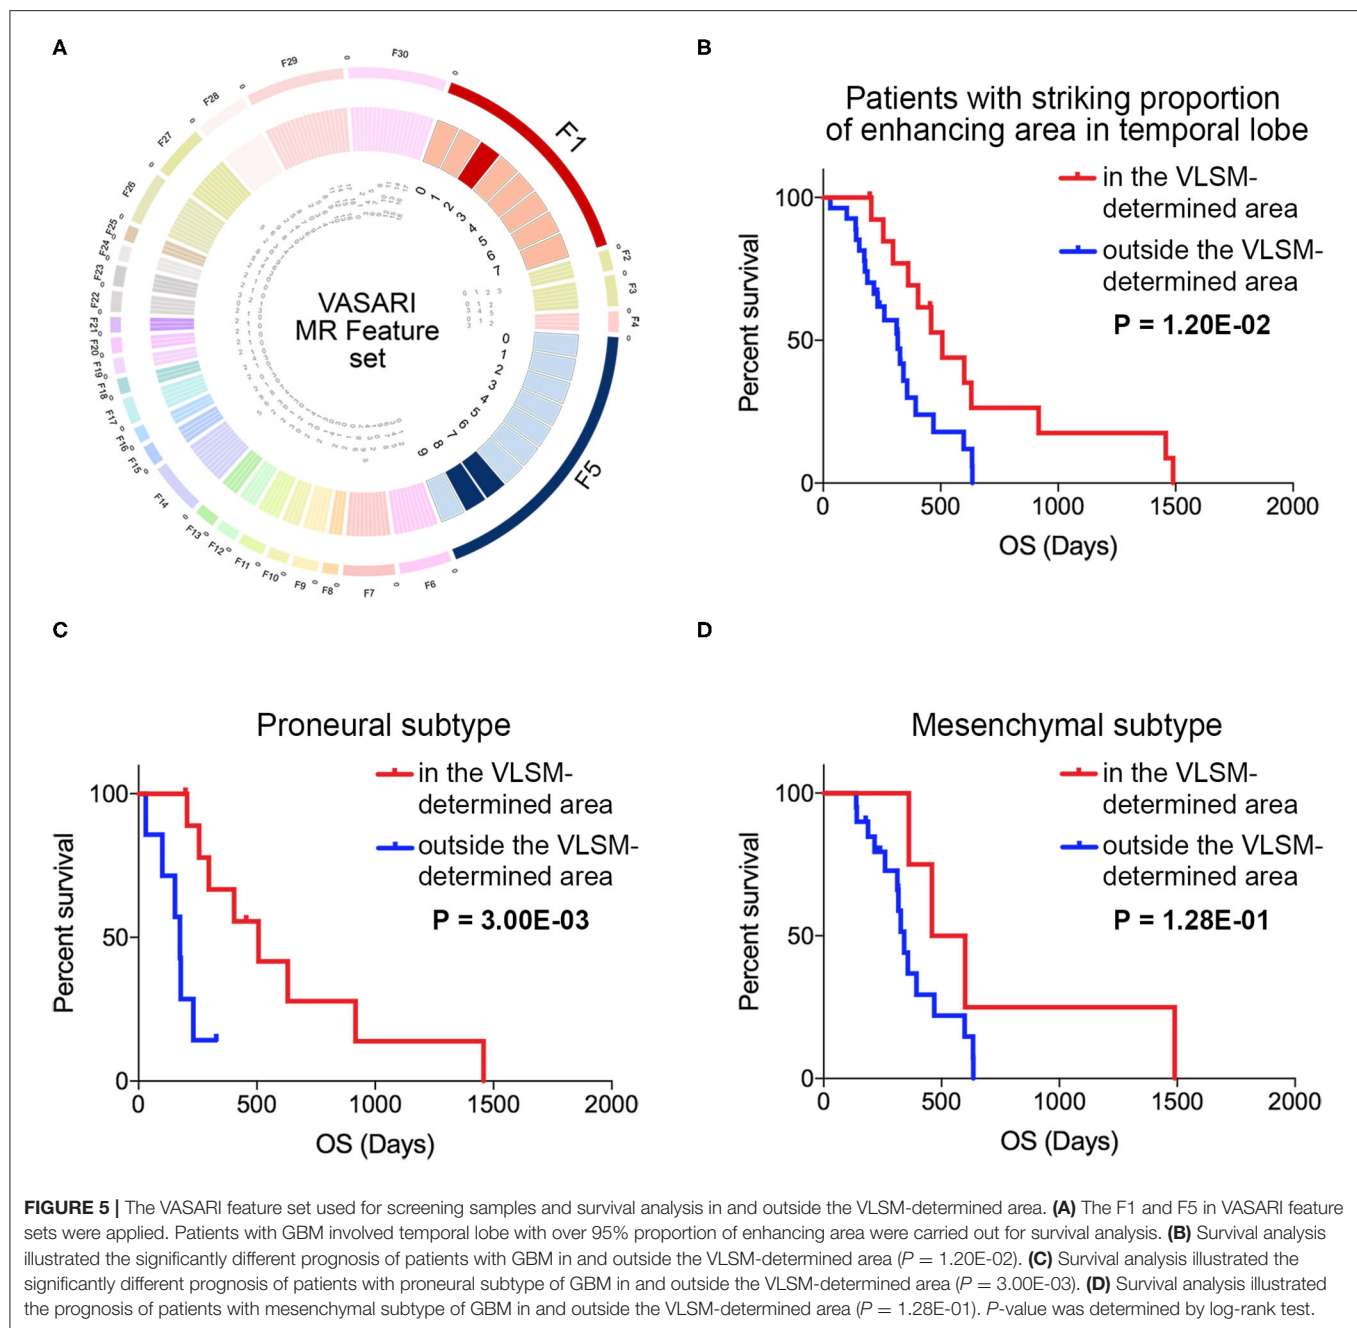 A
F1
F2
F3
F4
F5
F6
F7
F8
F9
F10
F11
F12
F13
F14
F15
F16
F17
F18
F19
F20
F21
F22
F23
F24
F25
F26
F27
F28
F29
F30
0
1
2
3
4
5
6
7
0
1
2
3
4
5
6
7
8
9
VASARI
MR Feature
set
B
Patients with striking proportion
of enhancing area in temporal lobe
in the VLSM-
determined area
outside the VLSM-
determined area
P = 1.20E-02
Percent survival
100
50
0
0 500 1000 1500 2000
OS (Days)
C
Proneural subtype
in the VLSM-
determined area
outside the VLSM-
determined area
P = 3.00E-03
Percent survival
100
50
0
0 500 1000 1500 2000
OS (Days)
D
Mesenchymal subtype
in the VLSM-
determined area
outside the VLSM-
determined area
P = 1.28E-01
Percent survival
100
50
0
0 500 1000 1500 2000
OS (Days)
FIGURE 5 | The VASARI feature set used for screening samples and survival analysis in and outside the VLSM-determined area. (A) The F1 and F5 in VASARI feature
sets were applied. Patients with GBM involved temporal lobe with over 95% proportion of enhancing area were carried out for survival analysis. (B) Survival analysis
illustrated the significantly different prognosis of patients with GBM in and outside the VLSM-determined area (P = 1.20E-02). (C) Survival analysis illustrated the
significantly different prognosis of patients with proneural subtype of GBM in and outside the VLSM-determined area (P = 3.00E-03). (D) Survival analysis illustrated
the prognosis of patients with mesenchymal subtype of GBM in and outside the VLSM-determined area (P = 1.28E-01). P-value was determined by log-rank test.